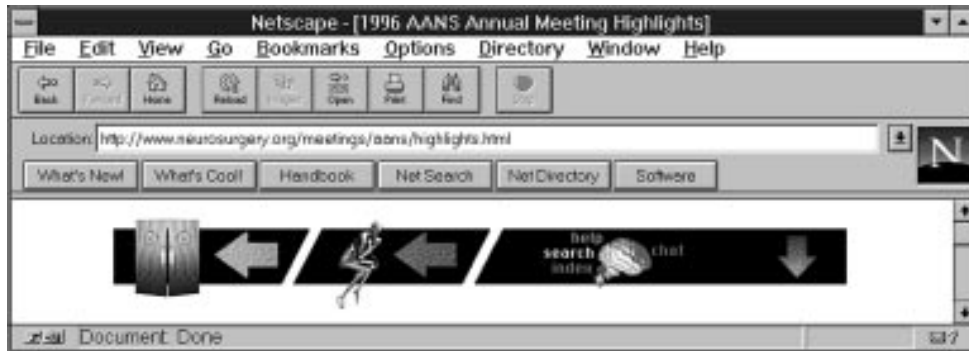 Netscape - [1996 AANS Annual Meeting Highlights]
File Edit View Go Bookmarks Options Directory Window Help
Back Forward Home Reload Images Open Print Find Stop
Location: http://www.neurosurgery.org/meetings/aans/highlights.html
N
What's New! What's Cool! Handbook Net Search Net Directory Software
help
search chat
index
Document: Done